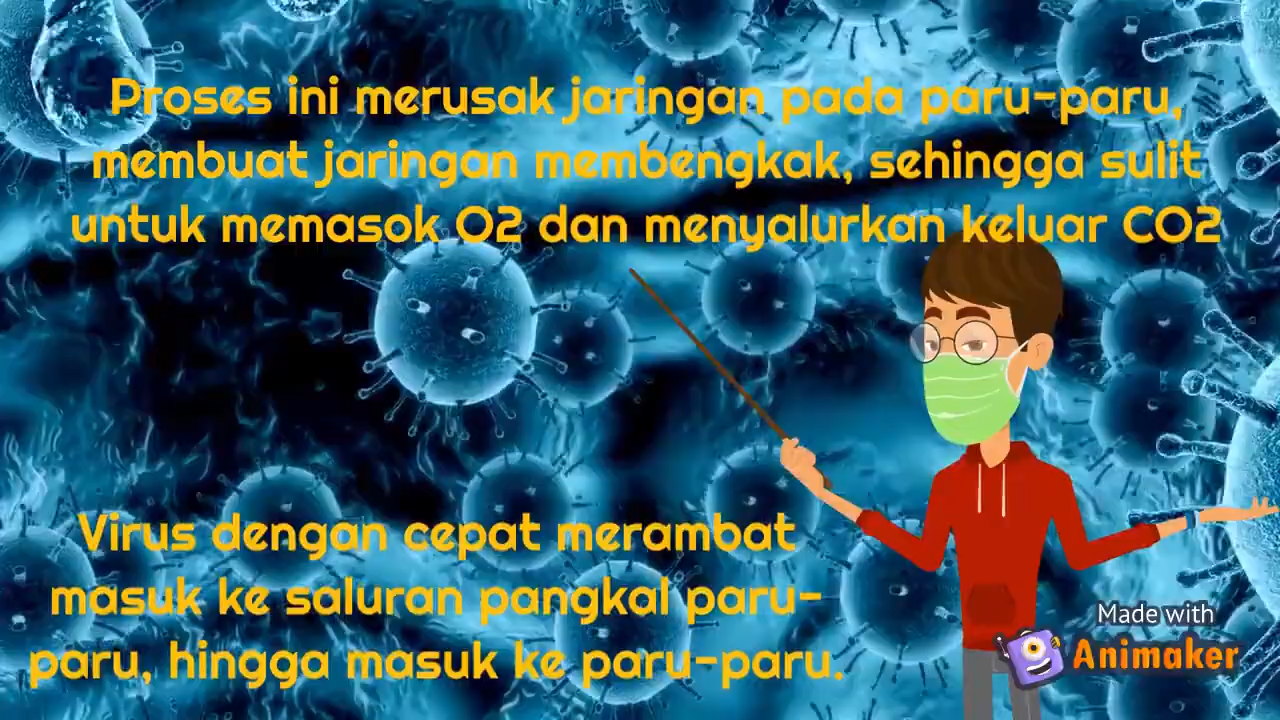 Proses ini merusak jaringan pada paru-paru,
membuat jaringan membengkak, sehingga sulit
untuk memasok O2 dan menyalurkan keluar CO2
Virus dengan cepat merambat
masuk ke saluran pangkal paru-
paru, hingga masuk ke paru-paru.
Made with
Animaker